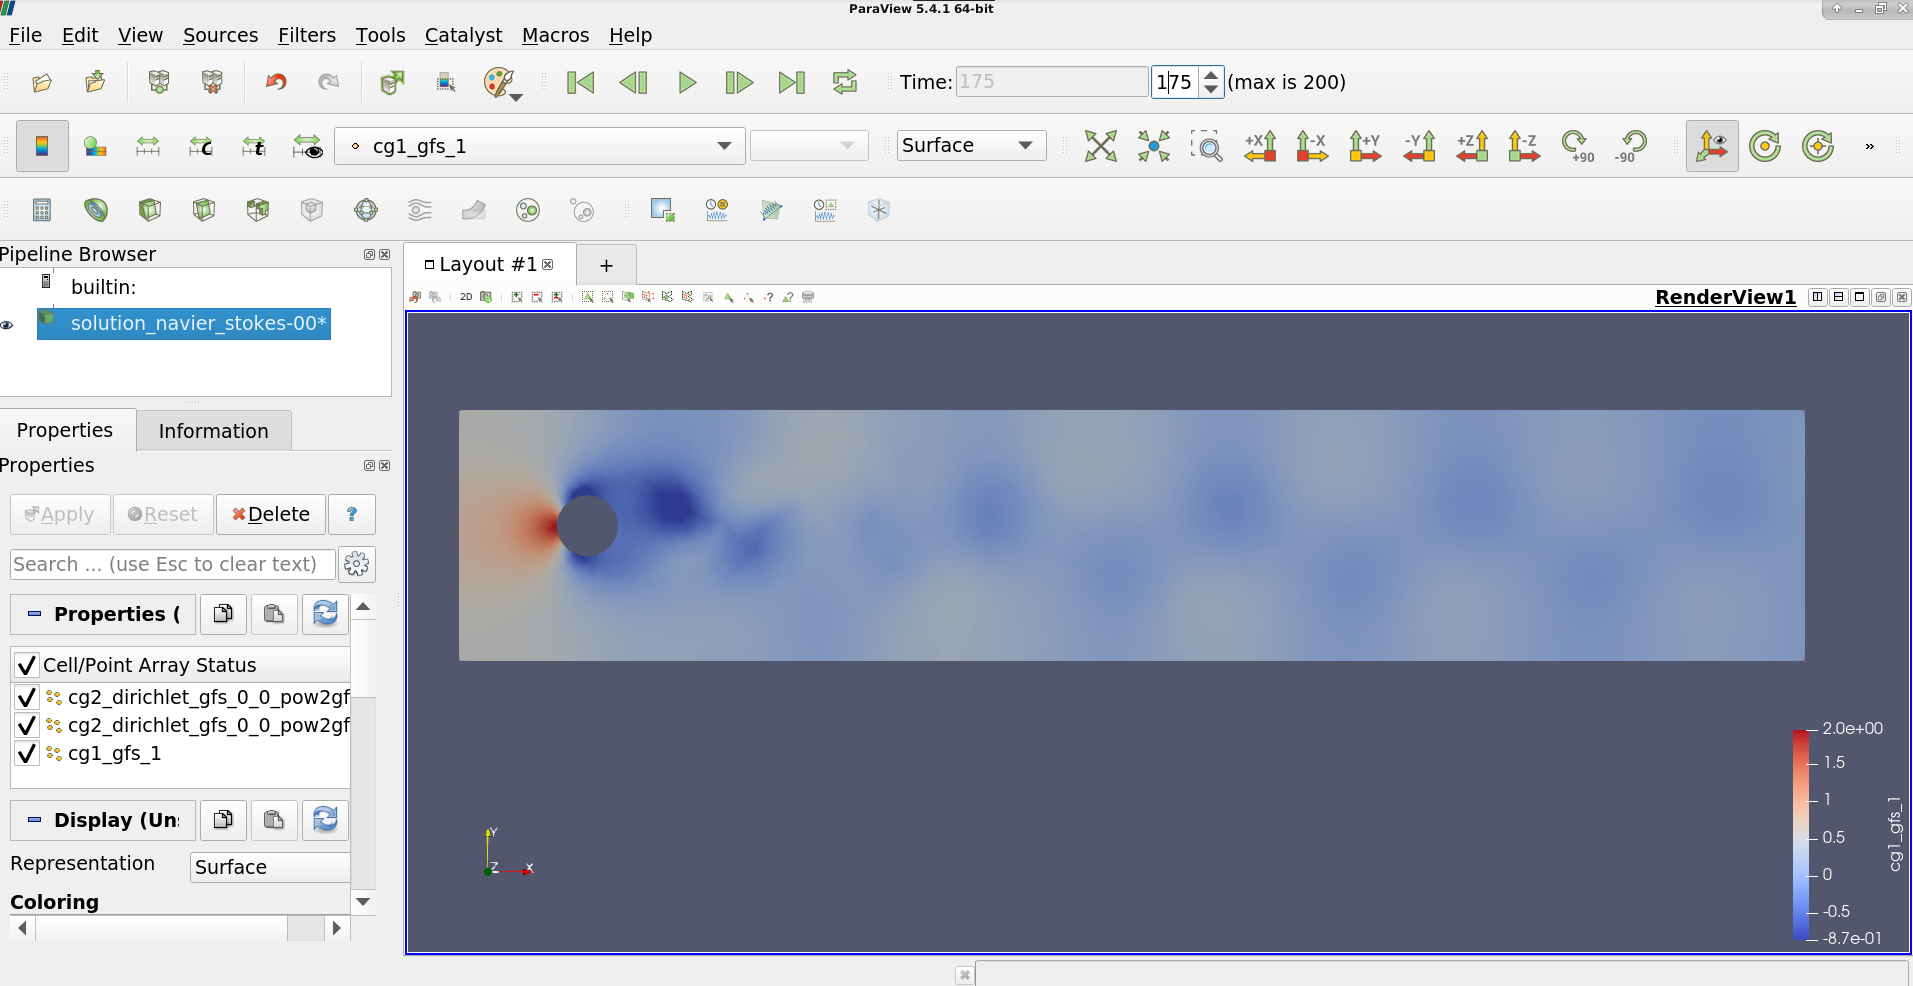 ParaView 5.4.1 64-bit
File Edit View Sources Filters Tools Catalyst Macros Help
Time: 175 175 (max is 200)
cg1_gfs_1 Surface +X -X +Y -Y +Z -Z +90 -90 »
Pipeline Browser
builtin:
solution_navier_stokes-00*
Properties Information
Properties
Apply Reset Delete ?
Search ... (use Esc to clear text)
Properties (
Cell/Point Array Status
cg2_dirichlet_gfs_0_0_pow2gf
cg2_dirichlet_gfs_0_0_pow2gf
cg1_gfs_1
Display (Un
Representation Surface
Coloring
Layout #1 +
2D RenderView1
2.0e+00
1.5
1
0.5
0
-0.5
-8.7e-01
cg1_gfs_1
Y
Z X